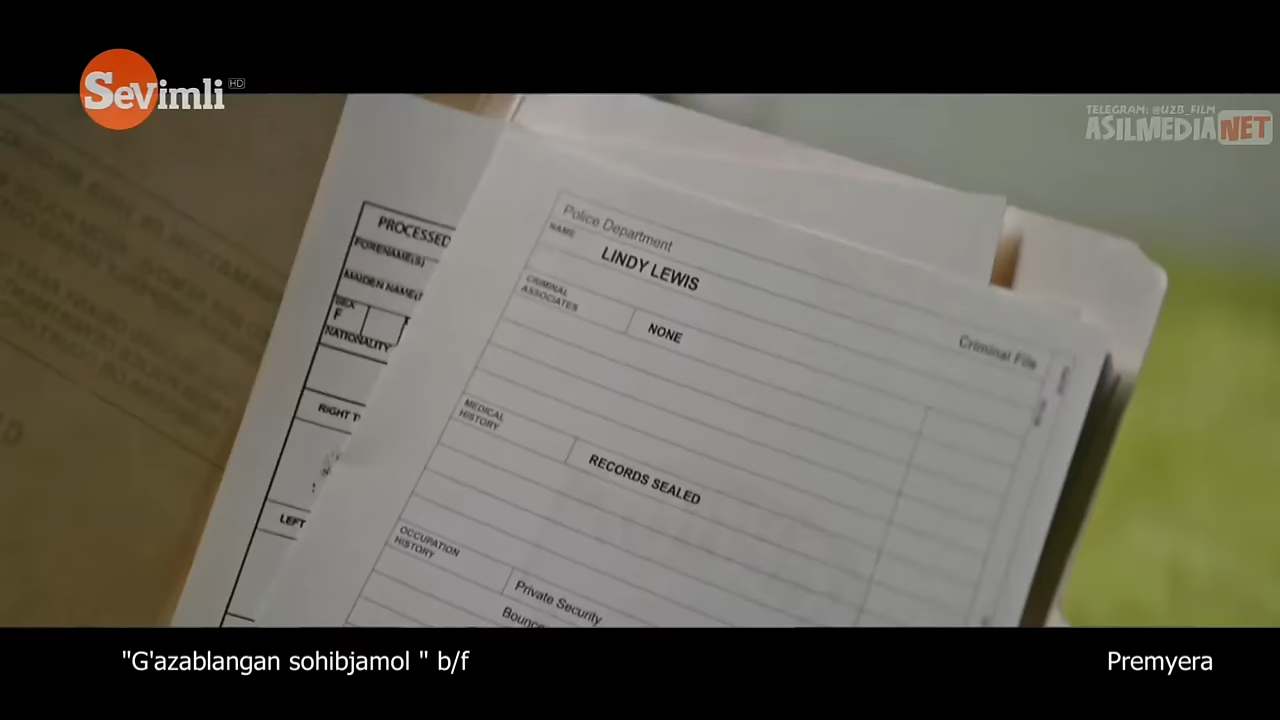 Sevimli HD
TELEGRAM: @UZB_FILM
ASILMEDIA NET
PROCESSED
FORENAME(S)
MAIDEN NAME(
SEX
F
NATIONALITY
RIGHT
LEFT
Police Department
NAME
LINDY LEWIS
CRIMINAL
ASSOCIATES
NONE
Criminal File
MEDICAL
HISTORY
RECORDS SEALED
OCCUPATION
HISTORY
Private Security
"G'azablangan sohibjamol " b/f
Premyera